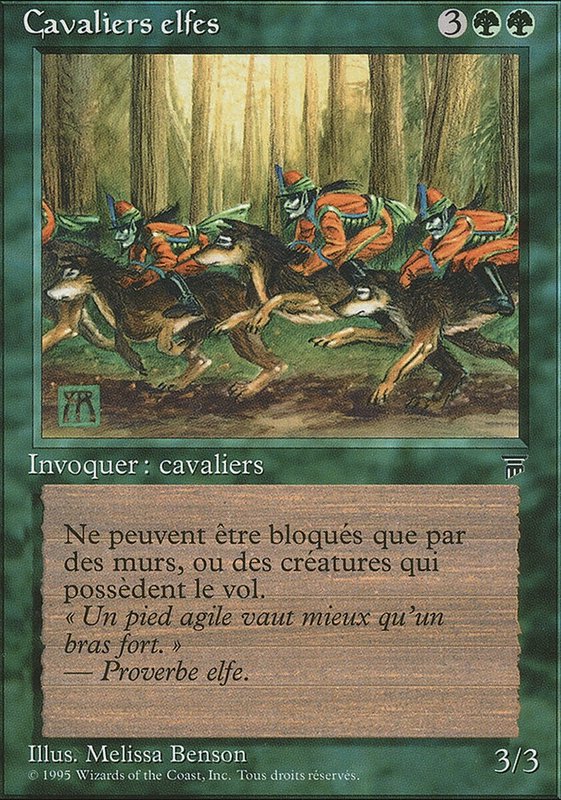 Cavaliers elfes 3
Invoquer : cavaliers
Ne peuvent être bloqués que par
des murs, ou des créatures qui
possèdent le vol.
« Un pied agile vaut mieux qu'un
bras fort. »
— Proverbe elfe.
Illus. Melissa Benson
3/3
© 1995 Wizards of the Coast, Inc. Tous droits réservés.